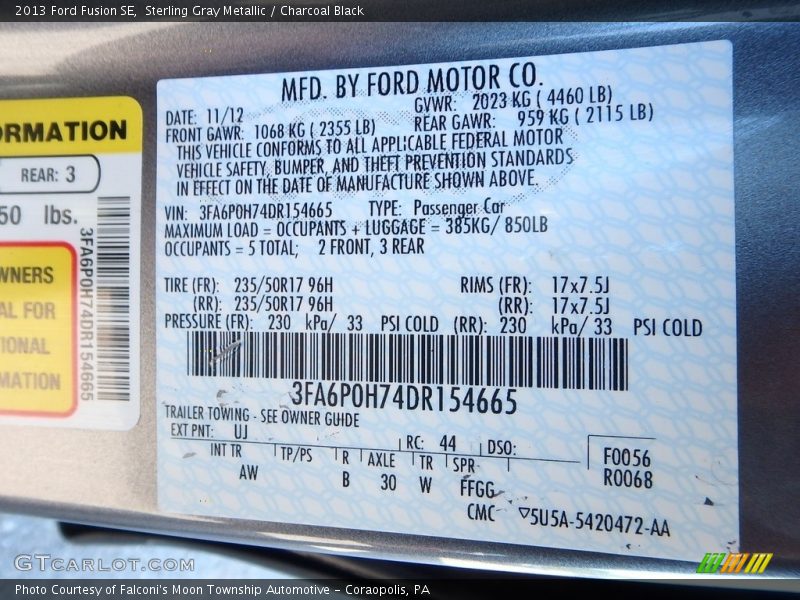 2013 Ford Fusion SE,  Sterling Gray Metallic / Charcoal Black
ORMATION
REAR: 3
50 lbs.
WNERS
AL FOR
IONAL
MATION
3FA6P0H74DR154665
MFD. BY FORD MOTOR CO.
DATE: 11/12 GVWR: 2023 KG ( 4460 LB)
FRONT GAWR: 1068 KG ( 2355 LB) REAR GAWR: 959 KG ( 2115 LB)
THIS VEHICLE CONFORMS TO ALL APPLICABLE FEDERAL MOTOR
VEHICLE SAFETY, BUMPER, AND THEFT PREVENTION STANDARDS
IN EFFECT ON THE DATE OF MANUFACTURE SHOWN ABOVE.
VIN: 3FA6P0H74DR154665 TYPE: Passenger Car
MAXIMUM LOAD = OCCUPANTS + LUGGAGE = 385KG/ 850LB
OCCUPANTS = 5 TOTAL; 2 FRONT, 3 REAR
TIRE (FR): 235/50R17 96H RIMS (FR): 17x7.5J
(RR): 235/50R17 96H (RR): 17x7.5J
PRESSURE (FR): 230 kPa/ 33 PSI COLD (RR): 230 kPa/ 33 PSI COLD
3FA6P0H74DR154665
TRAILER TOWING - SEE OWNER GUIDE
EXT PNT: UJ RC: 44 DSO:
INT TR TP/PS R AXLE TR SPR F0056
AW B 30 W FFGG R0068
CMC ▽5U5A-5420472-AA
GTCARLOT.COM
Photo Courtesy of Falconi's Moon Township Automotive – Coraopolis, PA